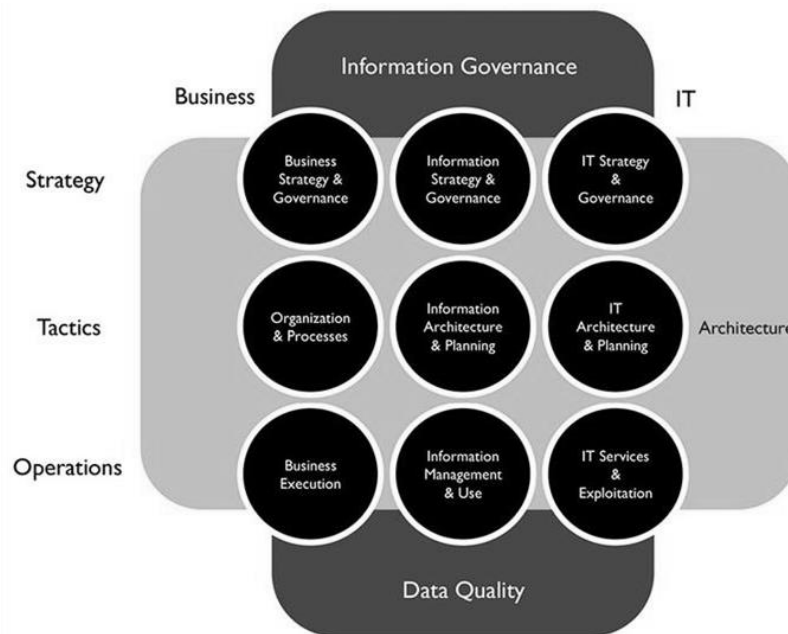 Information Governance
Business
IT
Strategy
Business
Strategy &
Governance
Information
Strategy &
Governance
IT Strategy
&
Governance
Tactics
Organization
& Processes
Information
Architecture
& Planning
IT
Architecture
& Planning
Architecture
Operations
Business
Execution
Information
Management
& Use
IT Services
&
Exploitation
Data Quality